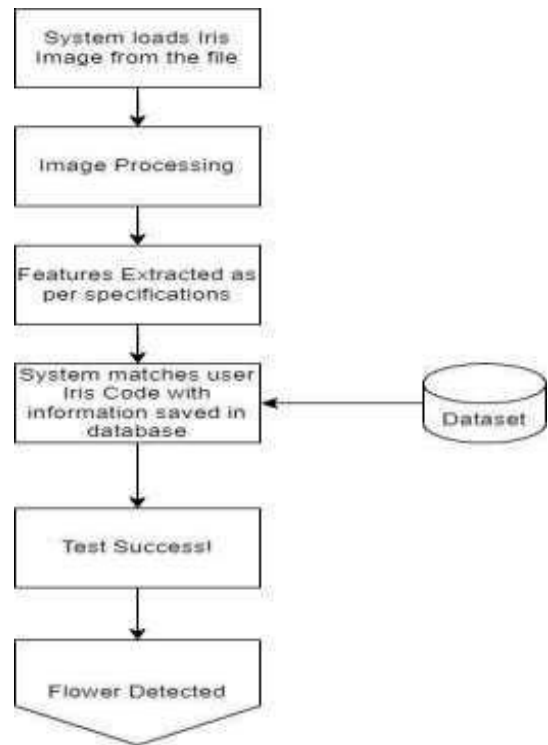 System loads Iris
Image from the file
Image Processing
Features Extracted as
per specifications
System matches user
Iris Code with
information saved in
database
Dataset
Test Success!
Flower Detected